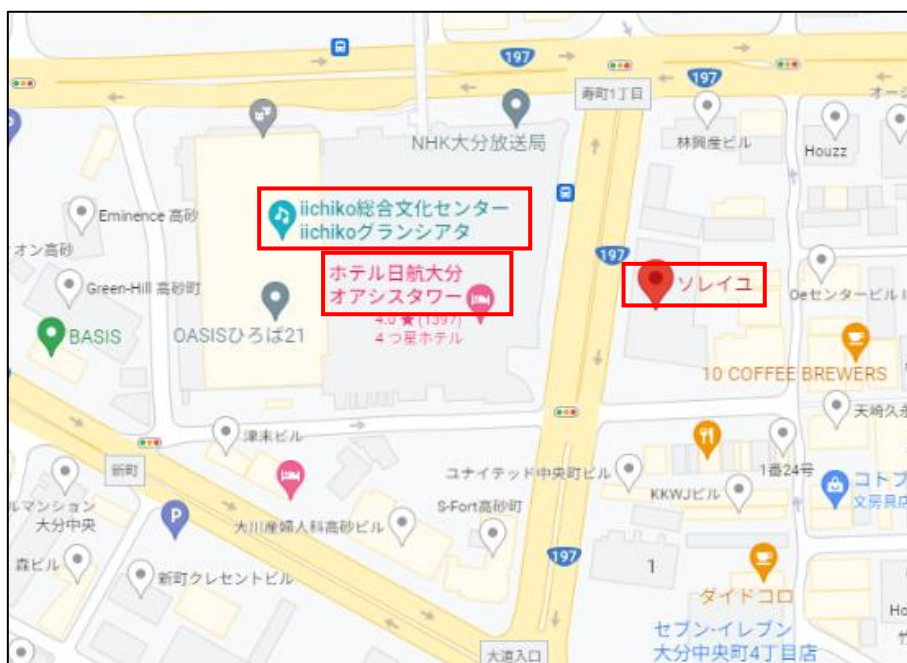 197
197
寿町1丁目
オー
NHK大分放送局
林興産ビル
Houzz
iichiko総合文化センター
iichikoグランシアタ
Eminence 高砂
オン高砂
197
ホテル日航大分
オアシスタワー
4.0 ★ (1397)
4 つ星ホテル
ソレイユ
Green-Hill 高砂町
Oeセンタービル
BASIS
OASISひろば21
10 COFFEE BREWERS
天崎久
津末ビル
新町
ユナイテッド中央町ビル
1番24号
コトブ
文房具店
KKWJビル
ルマンション
大分中央
P
大川産婦人科高砂ビル
S-Fort高砂町
197
1
森ビル
新町クレセントビル
ダイドコロ
Ho
竹
セブン-イレブン
大分中央町4丁目店
大道入口